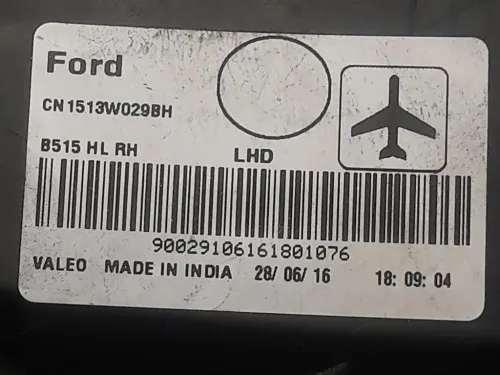 Ford
CN1513W029BH
B515 HL RH LHD
90029106161801076
VALEO MADE IN INDIA 28/ 06/ 16 18: 09: 04